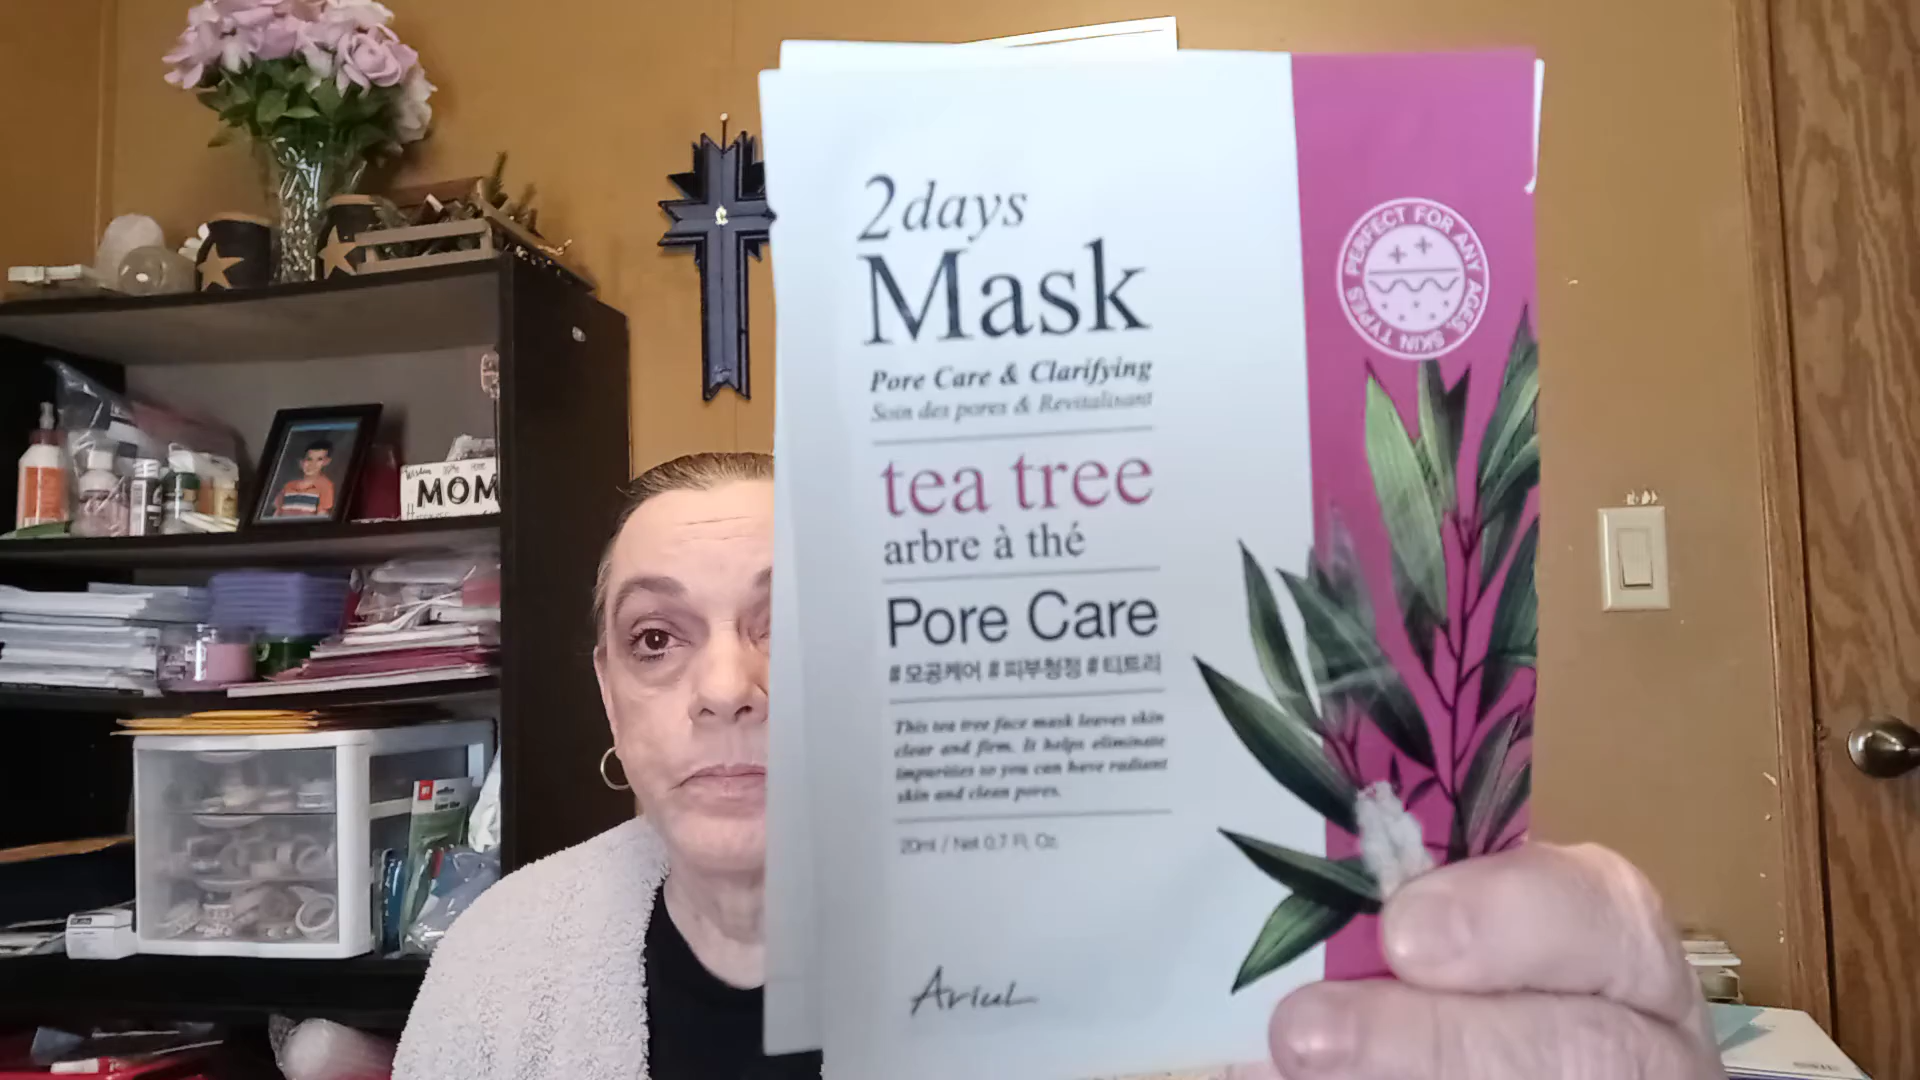 2 days
Mask
Pore Care & Clarifying
Soin des pores & Revitalisant
tea tree
arbre à thé
Pore Care
#모공케어 #피부청정 #티트리
This tea tree face mask leaves skin
clear and firm. It helps eliminate
impurities so you can have radiant
skin and clean pores.
20ml / Net 0.7 Fl. Oz.
Ariul
PERFECT FOR ANY AGES, SKIN TYPES
MOM